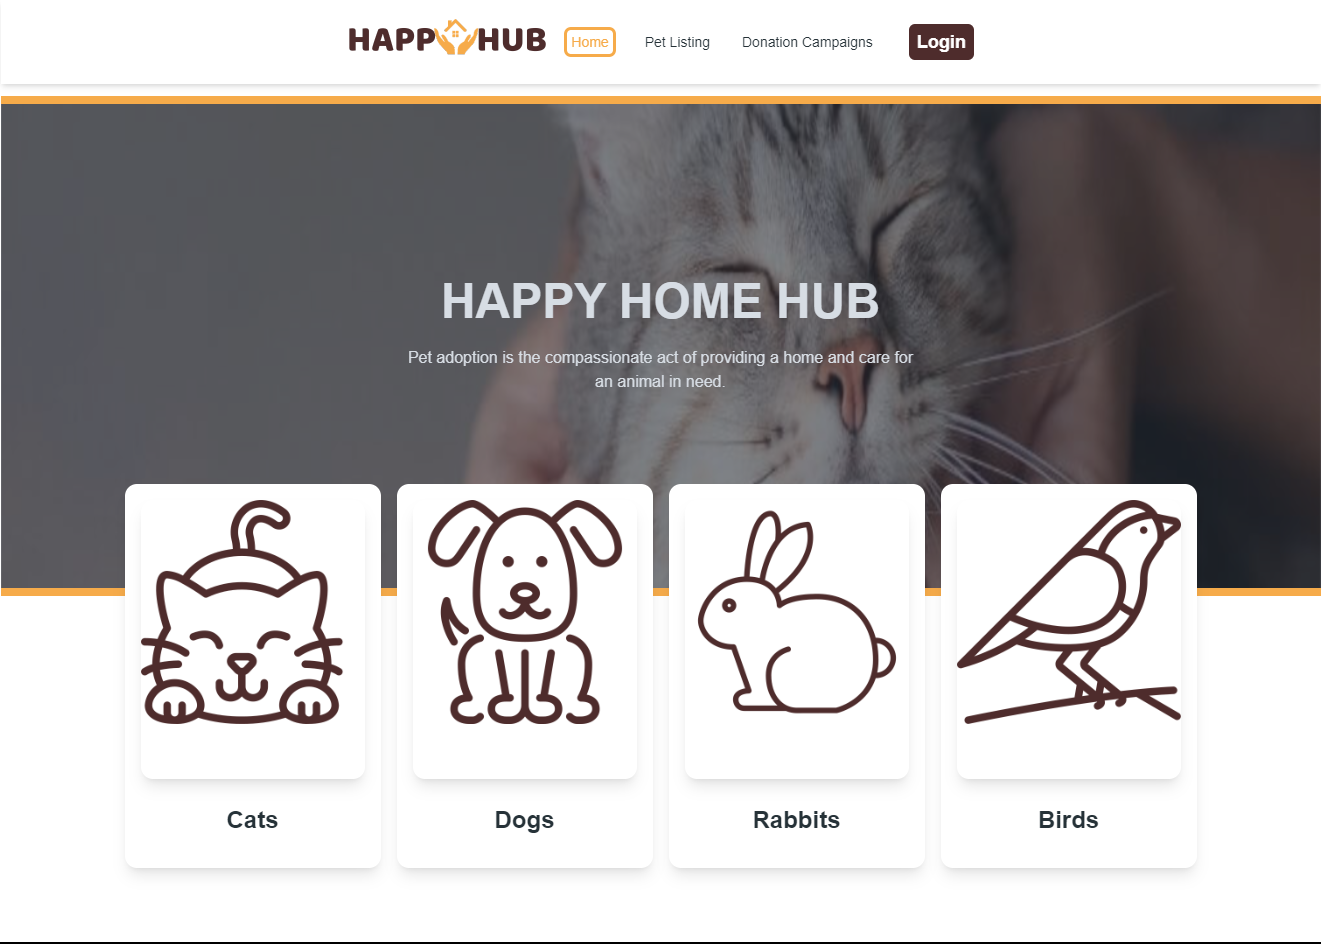 HAPPY HUB
Home
Pet Listing
Donation Campaigns
Login
HAPPY HOME HUB
Pet adoption is the compassionate act of providing a home and care for
an animal in need.
Cats
Dogs
Rabbits
Birds